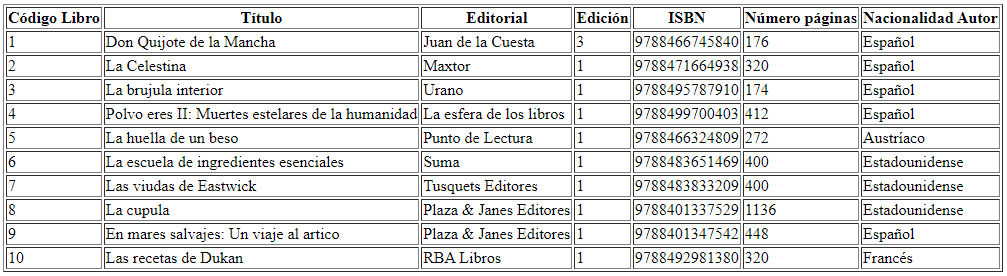 Código Libro Título Editorial Edición ISBN Número páginas Nacionalidad Autor
1 Don Quijote de la Mancha Juan de la Cuesta 3 9788466745840 176 Español
2 La Celestina Maxtor 1 9788471664938 320 Español
3 La brujula interior Urano 1 9788495787910 174 Español
4 Polvo eres II: Muertes estelares de la humanidad La esfera de los libros 1 9788499700403 412 Español
5 La huella de un beso Punto de Lectura 1 9788466324809 272 Austríaco
6 La escuela de ingredientes esenciales Suma 1 9788483651469 400 Estadounidense
7 Las viudas de Eastwick Tusquets Editores 1 9788483833209 400 Estadounidense
8 La cupula Plaza & Janes Editores 1 9788401337529 1136 Estadounidense
9 En mares salvajes: Un viaje al artico Plaza & Janes Editores 1 9788401347542 448 Español
10 Las recetas de Dukan RBA Libros 1 9788492981380 320 Francés